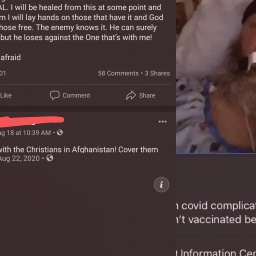 AL. I will be healed from this at some point and
m I will lay hands on those that have it and God
hose free. The enemy knows it. He can surely
but he loses against the One that's with me!
afraid
01
58 Comments • 3 Shares
Like
Comment
Share
ug 18 at 10:39 AM •
with the Christians in Afghanistan! Cover them
Aug 22, 2020 •
n covid complicat
't vaccinated be
Information Cen